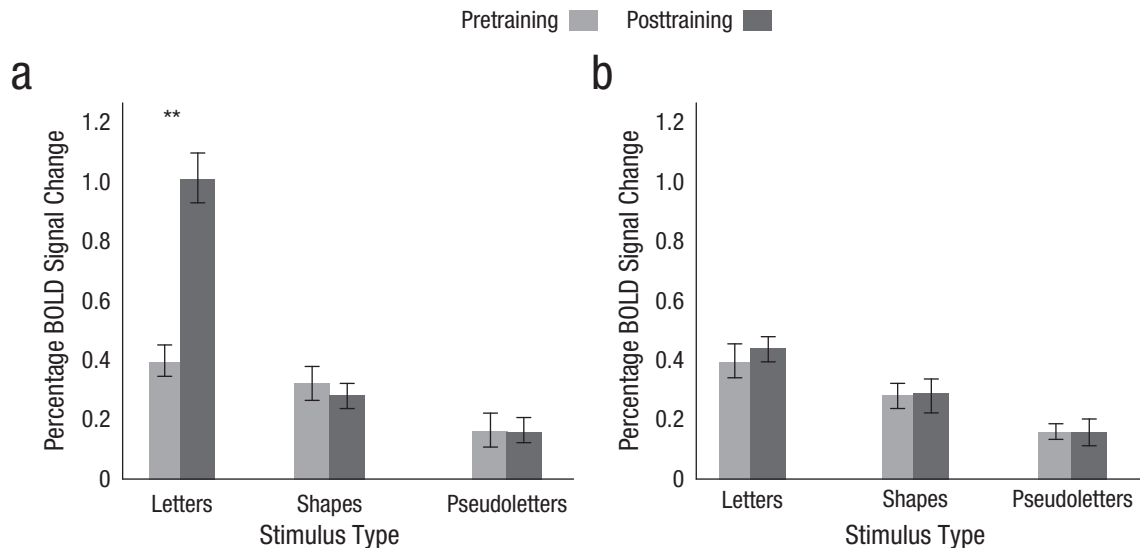 Pretraining Posttraining
a
**
Percentage BOLD Signal Change
1.2
1.0
0.8
0.6
0.4
0.2
0
Letters Shapes Pseudoletters
Stimulus Type
b
Percentage BOLD Signal Change
1.2
1.0
0.8
0.6
0.4
0.2
0
Letters Shapes Pseudoletters
Stimulus Type